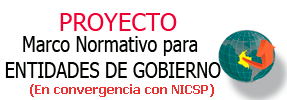 PROYECTO
Marco Normativo para
ENTIDADES DE GOBIERNO
(En convergencia con NICSP)